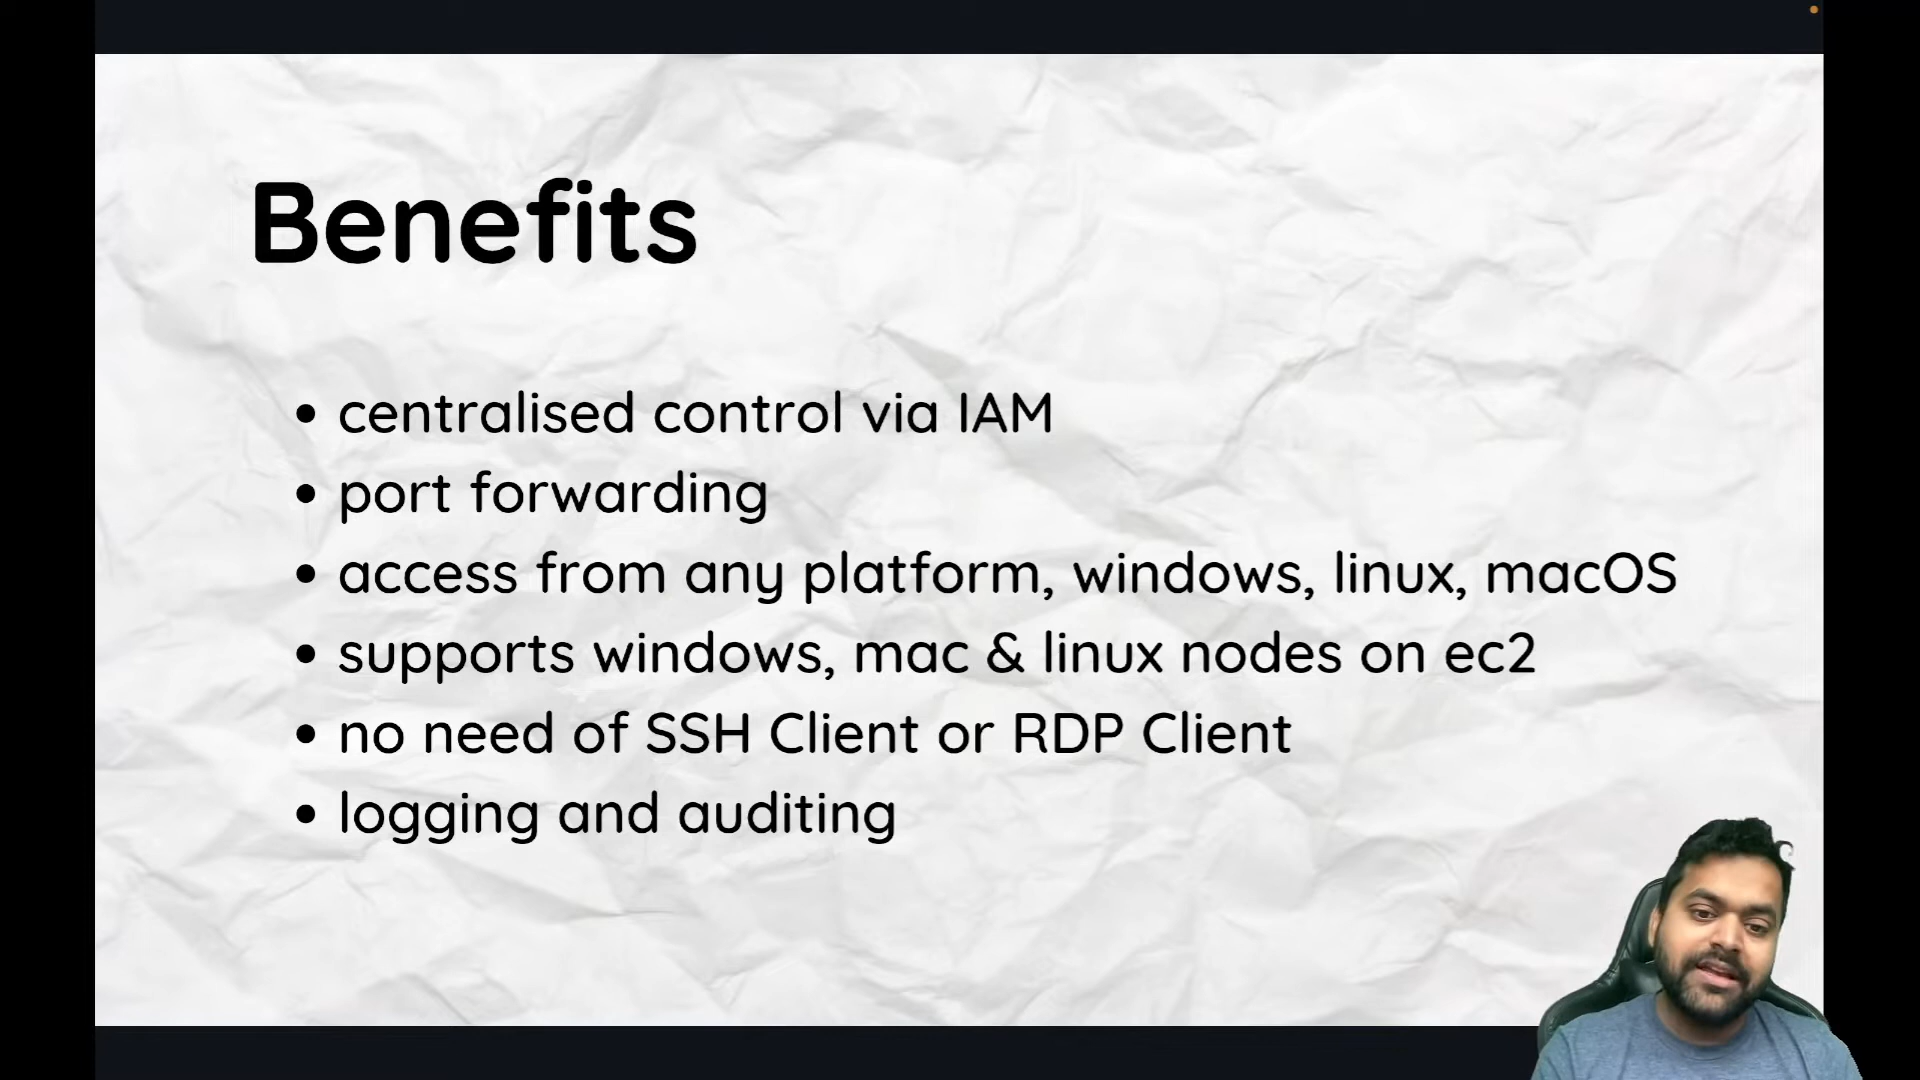 Benefits
• centralised control via IAM
• port forwarding
• access from any platform, windows, linux, macOS
• supports windows, mac & linux nodes on ec2
• no need of SSH Client or RDP Client
• logging and auditing